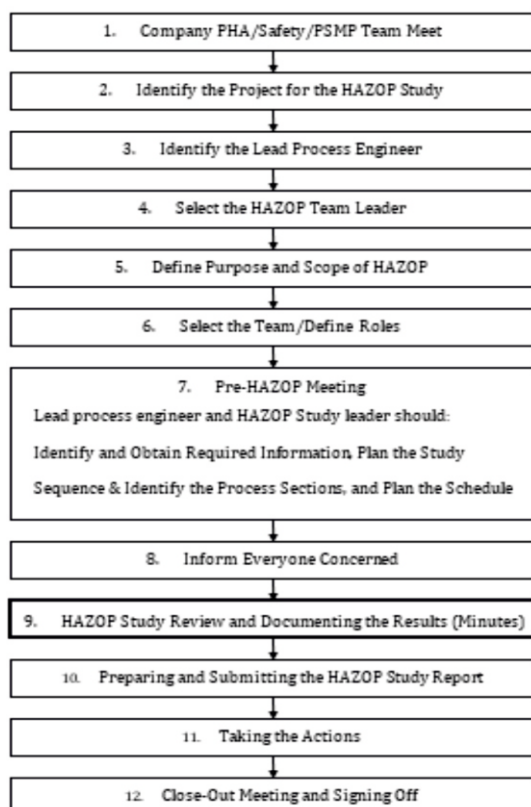 1. Company PHA/Safety/PSMP Team Meet
2. Identify the Project for the HAZOP Study
3. Identify the Lead Process Engineer
4. Select the HAZOP Team Leader
5. Define Purpose and Scope of HAZOP
6. Select the Team/Define Roles
7. Pre-HAZOP Meeting
Lead process engineer and HAZOP Study leader should:
Identify and Obtain Required Information, Plan the Study
Sequence & Identify the Process Sections, and Plan the Schedule
8. Inform Everyone Concerned
9. HAZOP Study Review and Documenting the Results (Minutes)
10. Preparing and Submitting the HAZOP Study Report
11. Taking the Actions
12. Close-Out Meeting and Signing Off